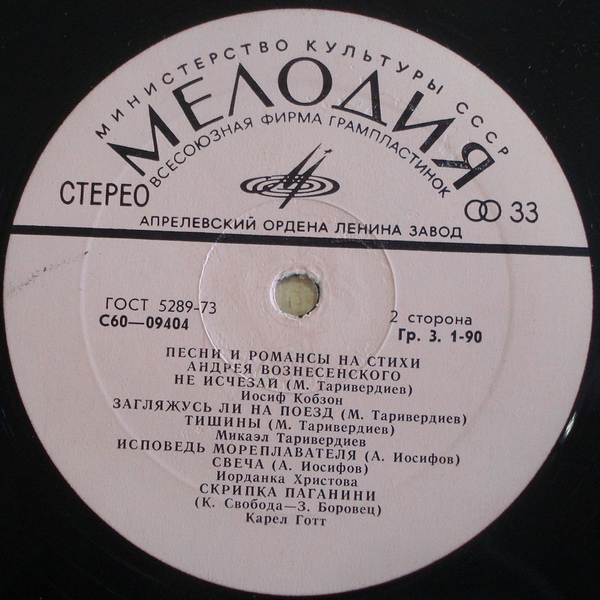 МИНИСТЕРСТВО КУЛЬТУРЫ СССР
МЕЛОДИЯ
ВСЕСОЮЗНАЯ ФИРМА ГРАМПЛАСТИНОК
СТЕРЕО
33
АПРЕЛЕВСКИЙ ОРДЕНА ЛЕНИНА ЗАВОД
ГОСТ 5289-73
С60—09404
2 сторона
Гр. 3. 1-90
ПЕСНИ И РОМАНСЫ НА СТИХИ
АНДРЕЯ ВОЗНЕСЕНСКОГО
НЕ ИСЧЕЗАЙ (М. Таривердиев)
Иосиф Кобзон
ЗАГЛЯЖУСЬ ЛИ НА ПОЕЗД (М. Таривердиев)
ТИШИНЫ (М. Таривердиев)
Микаэл Таривердиев
ИСПОВЕДЬ МОРЕПЛАВАТЕЛЯ (А. Иосифов)
СВЕЧА (А. Иосифов)
Иорданка Христова
СКРИПКА ПАГАНИНИ
(К. Свобода—З. Боровец)
Карел Готт